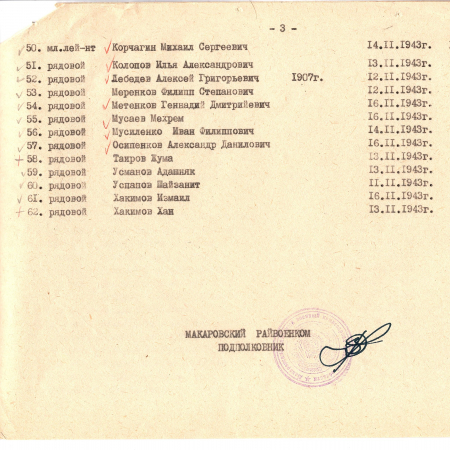 - 3 -
50. мл.лей-нт Корчагин Михаил Сергеевич 14.II.1943г.
51. рядовой Колопов Илья Александрович 13.II.1943г.
52. рядовой Лебедев Алексей Григорьевич 1907г. 12.II.1943г.
53. рядовой Меренков Филипп Степанович 12.II.1943г.
54. рядовой Метенков Геннадий Дмитрийевич 16.II.1943г.
55. рядовой Мусаев Мехрем 16.II.1943г.
56. рядовой Мусиленко Иван Филиппович 14.II.1943г.
57. рядовой Осипенков Александр Данилович 16.II.1943г.
58. рядовой Таиров Жума 13.II.1943г.
59. рядовой Усманов Адашняк 13.II.1943г.
60. рядовой Успапов Шайзанит II.II.1943г.
61. рядовой Хакимов Измаил 16.II.1943г.
62. рядовой Хакимов Хан 13.II.1943г.
МАКАРОВСКИЙ РАЙВОЕНКОМ
ПОДПОЛКОВНИК